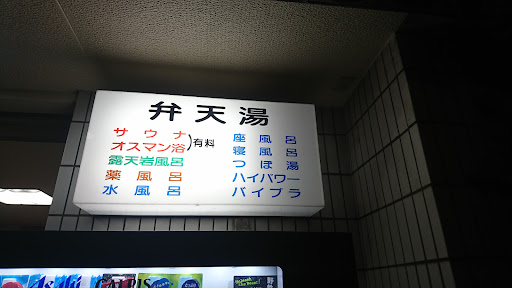 弁天湯
サウナ
オスマン浴
)有料
露天岩風呂
薬風呂
水風呂
座風呂
寝風呂
つぼ湯
ハイパワー
バイブラ
Asahi